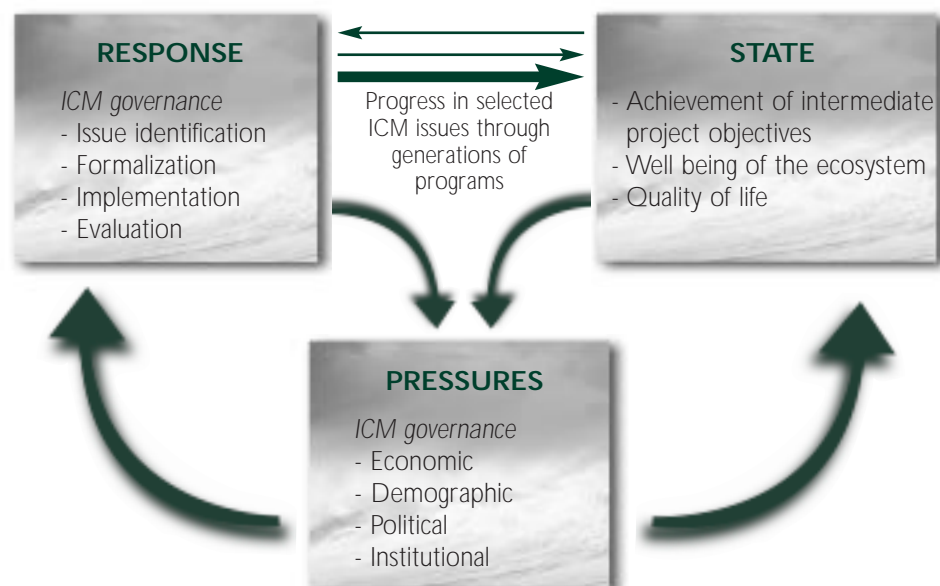 RESPONSE
ICM governance
- Issue identification
- Formalization
- Implementation
- Evaluation
Progress in selected
ICM issues through
generations of
programs
STATE
- Achievement of intermediate
project objectives
- Well being of the ecosystem
- Quality of life
PRESSURES
ICM governance
- Economic
- Demographic
- Political
- Institutional